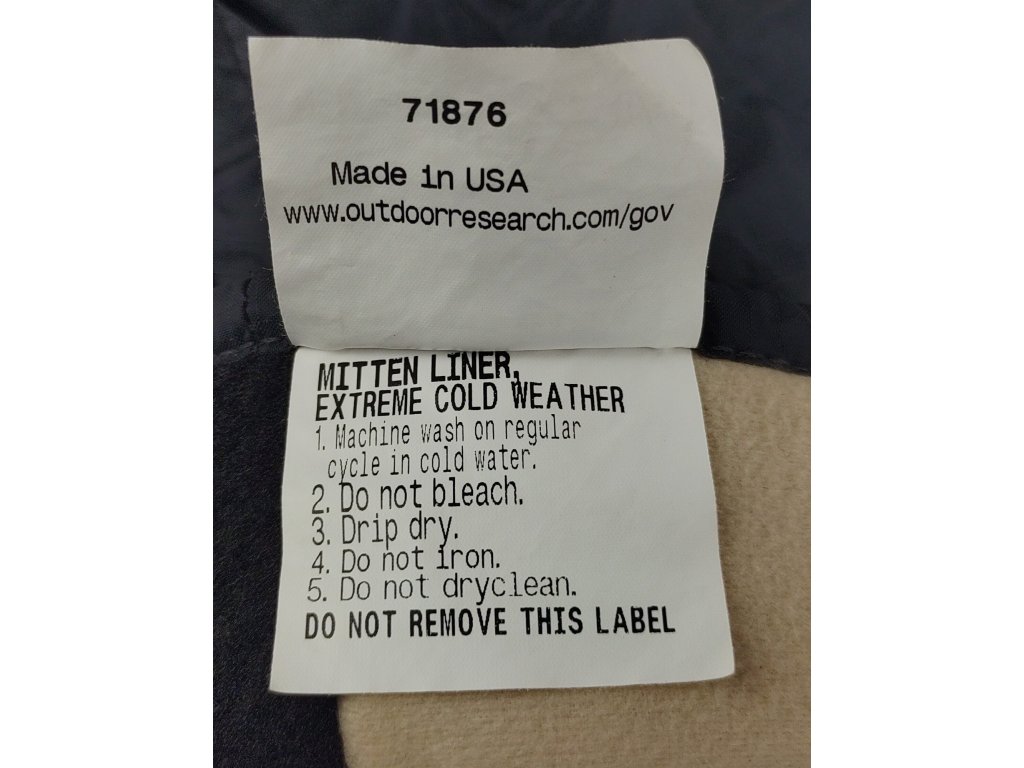 71876
Made in USA
www.outdoorresearch.com/gov
MITTEN LINER,
EXTREME COLD WEATHER
1. Machine wash on regular
cycle in cold water.
2. Do not bleach.
3. Drip dry.
4. Do not iron.
5. Do not dryclean.
DO NOT REMOVE THIS LABEL